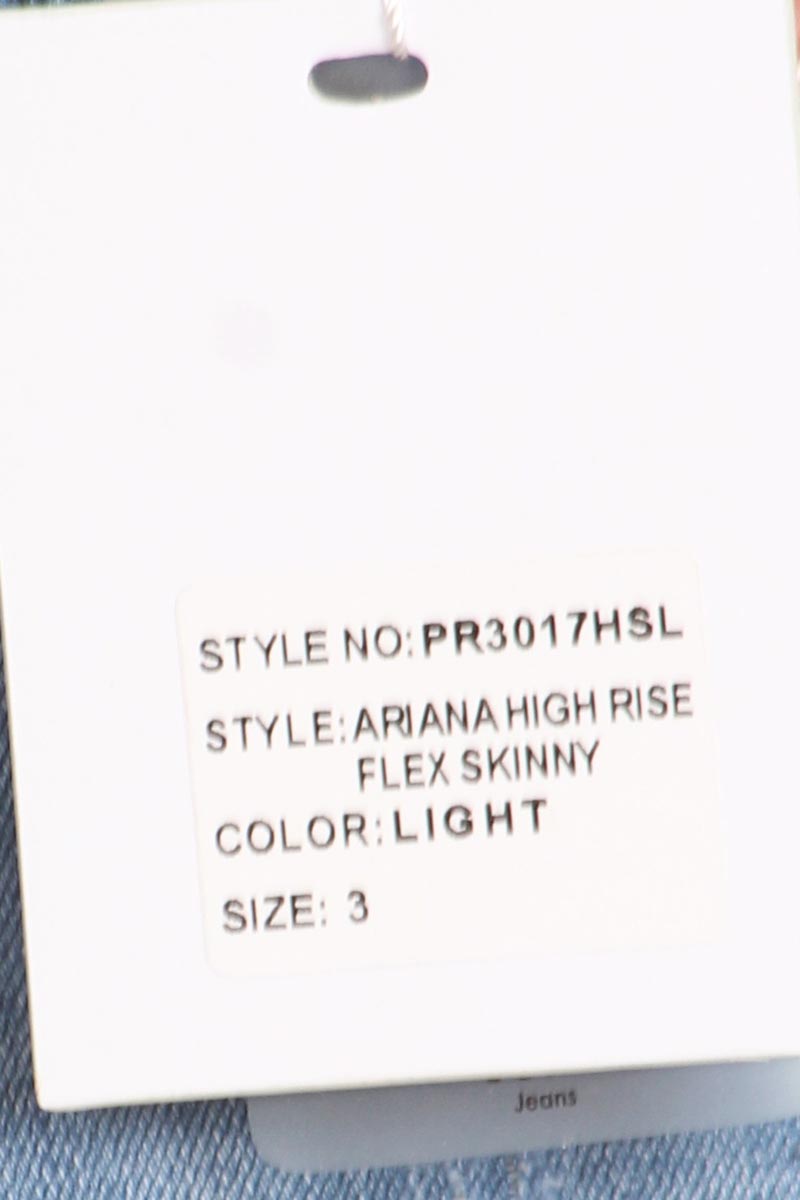 STYLE NO: PR3017HSL
STYLE: ARIANA HIGH RISE
FLEX SKINNY
COLOR: LIGHT
SIZE: 3
Jeans